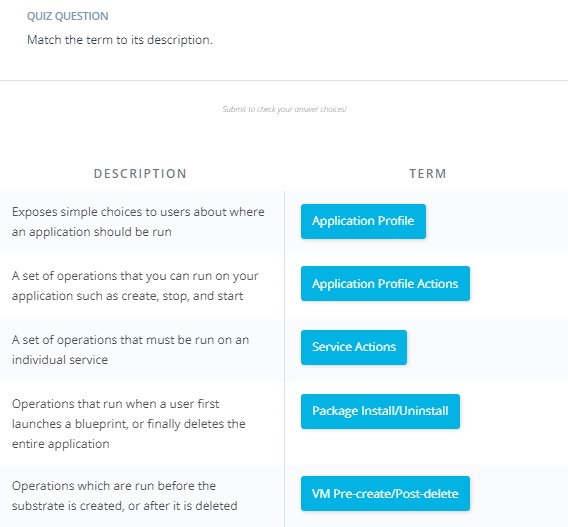 QUIZ QUESTION
Match the term to its description.
Submit to check your answer choices!
DESCRIPTION
TERM
Exposes simple choices to users about where
an application should be run
Application Profile
A set of operations that you can run on your
application such as create, stop, and start
Application Profile Actions
A set of operations that must be run on an
individual service
Service Actions
Operations that run when a user first
launches a blueprint, or finally deletes the
entire application
Package Install/Uninstall
Operations which are run before the
substrate is created, or after it is deleted
VM Pre-create/Post-delete